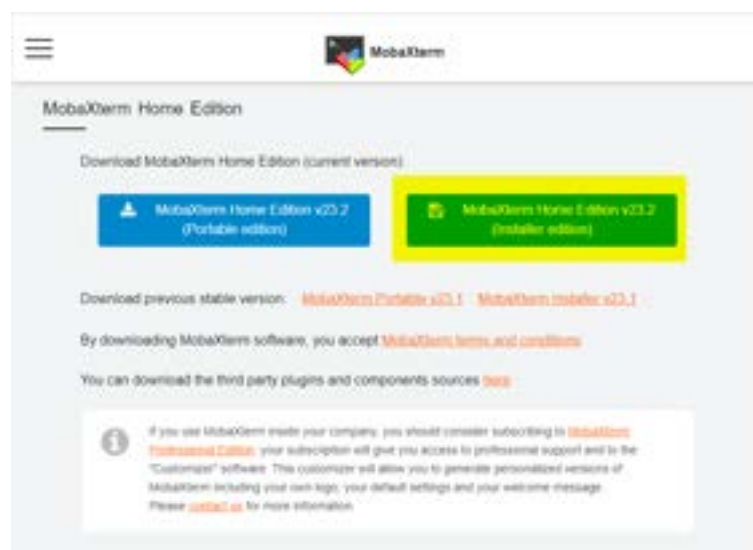 MobaXterm
MobaXterm Home Edition
Download MobaXterm Home Edition (current version):
MobaXterm Home Edition v23.2
(Portable edition)
MobaXterm Home Edition v23.2
(Installer edition)
Download previous stable version: MobaXterm Portable v23.1 MobaXterm Installer v23.1
By downloading MobaXterm software, you accept MobaXterm terms and conditions
You can download the third party plugins and components sources here
If you use MobaXterm inside your company, you should consider subscribing to MobaXterm
Professional Edition: your subscription will give you access to professional support and to the
"Customizer" software. This customizer will allow you to generate personalized versions of
MobaXterm including your own logo, your default settings and your welcome message.
Please contact us for more information.